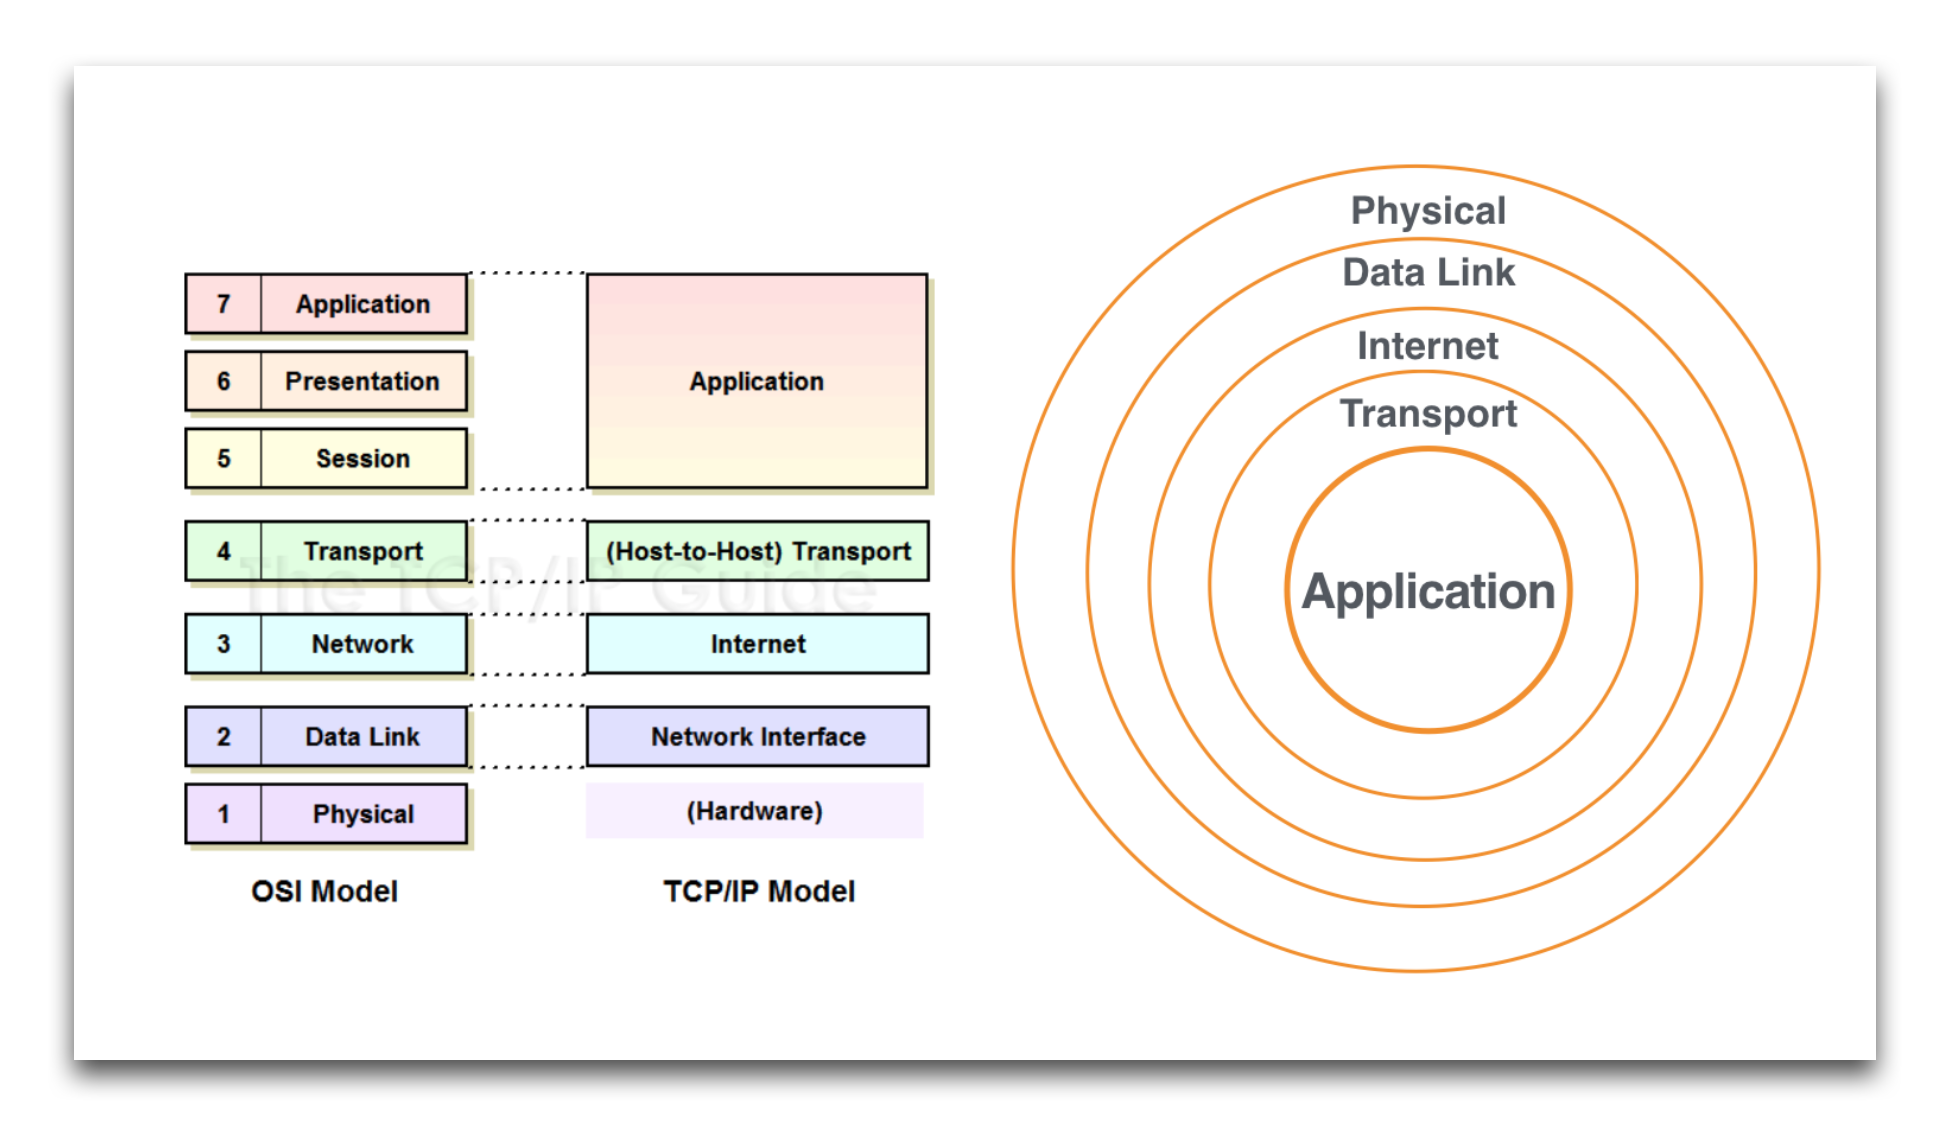 7 Application
6 Presentation
5 Session
4 Transport
3 Network
2 Data Link
1 Physical
OSI Model
Application
(Host-to-Host) Transport
Internet
Network Interface
(Hardware)
TCP/IP Model
The TCP/IP Guide
Physical
Data Link
Internet
Transport
Application